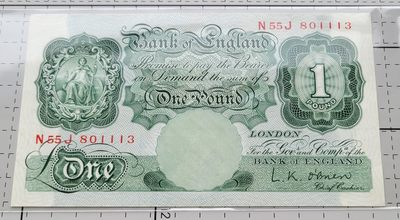 N55J 801113
Bank of England
Promise to pay the Bearer
on Demand the sum of
One Pound
1
POUND
LONDON
For the Gov.r and Comp.a of the
BANK OF ENGLAND
N55J 801113
£One
L.K. O'Brien
Chief Cashier
2